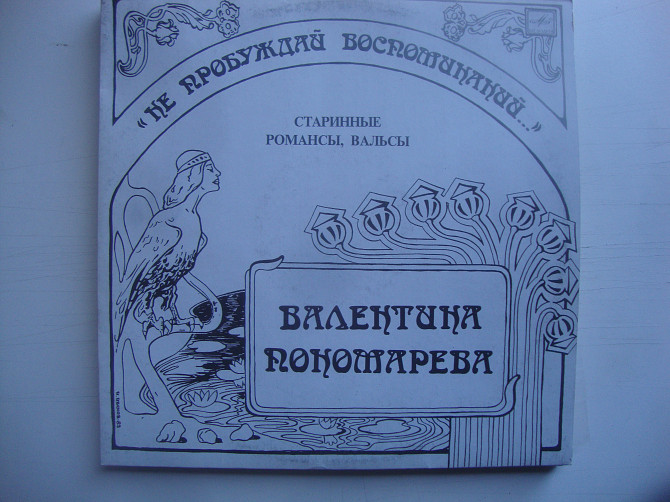 «НЕ ПРОБУЖДАЙ ВОСПОМИНАНИЙ...»
СТАРИННЫЕ
РОМАНСЫ, ВАЛЬСЫ
ВАЛЕНТИНА
ПОНОМАРЕВА